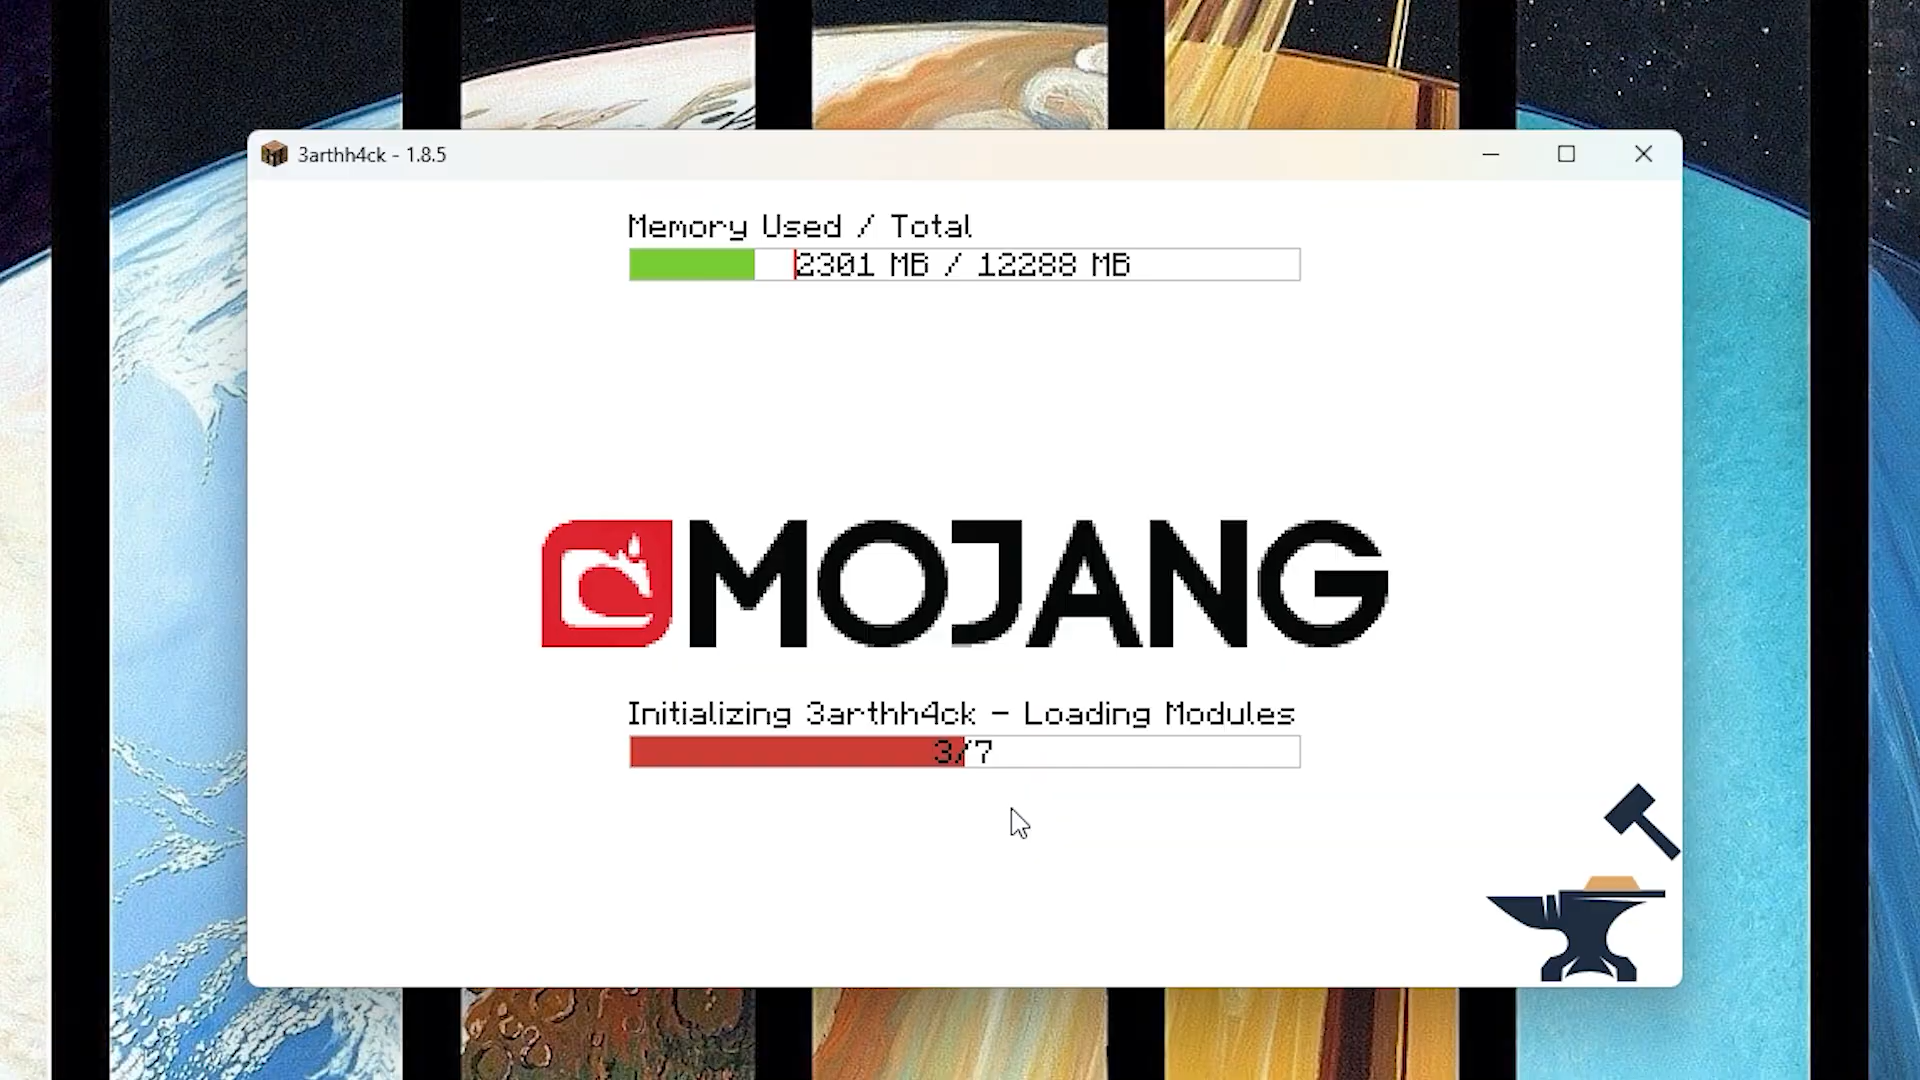 3arthh4ck - 1.8.5
Memory Used / Total
2301 MB / 12288 MB
MOJANG
Initializing 3arthh4ck - Loading Modules
3/7